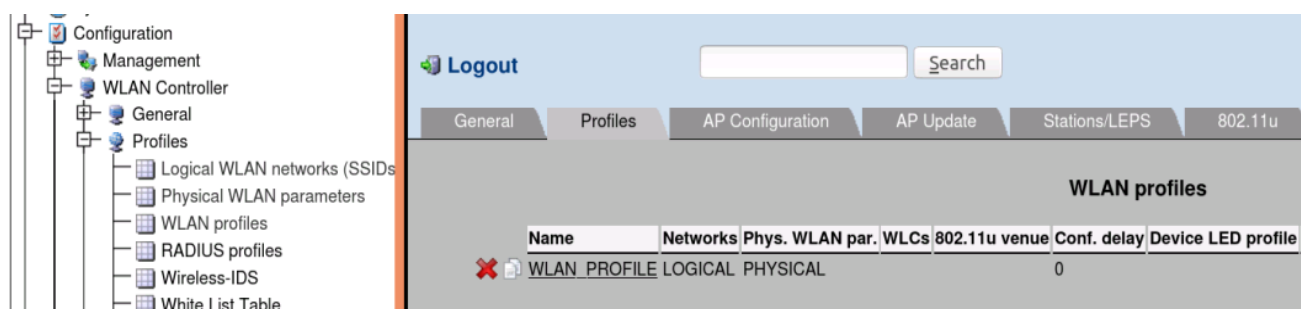 Configuration
Management
WLAN Controller
General
Profiles
Logical WLAN networks (SSIDs
Physical WLAN parameters
WLAN profiles
RADIUS profiles
Wireless-IDS
White List Table
Logout
Search
General Profiles AP Configuration AP Update Stations/LEPS 802.11u
WLAN profiles
Name Networks Phys. WLAN par. WLCs 802.11u venue Conf. delay Device LED profile
WLAN_PROFILE LOGICAL PHYSICAL 0